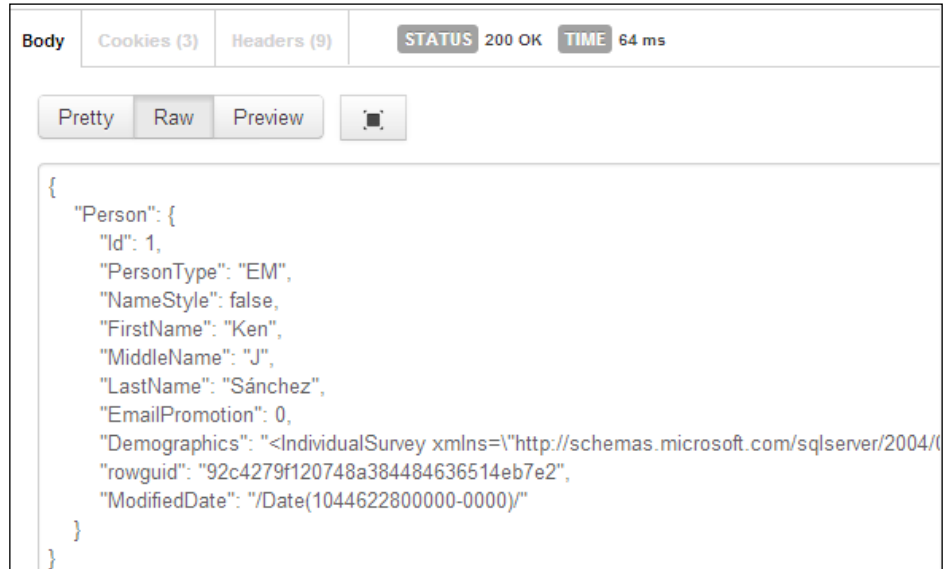 Body Cookies (3) Headers (9) STATUS 200 OK TIME 64 ms
Pretty Raw Preview
{
"Person": {
"Id": 1,
"PersonType": "EM",
"NameStyle": false,
"FirstName": "Ken",
"MiddleName": "J",
"LastName": "Sánchez",
"EmailPromotion": 0,
"Demographics": "<IndividualSurvey xmlns=\"http://schemas.microsoft.com/sqlserver/2004/
"rowguid": "92c4279f120748a384484636514eb7e2",
"ModifiedDate": "/Date(1044622800000-0000)/"
}
}